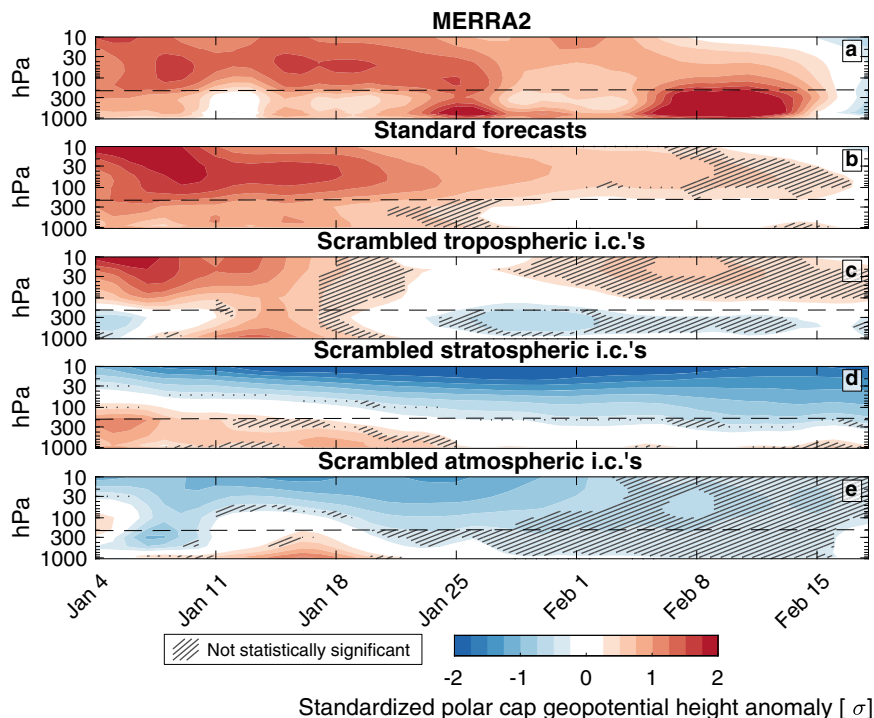 MERRA2
10
30
100
300
1000
hPa
a
Standard forecasts
10
30
100
300
1000
b
Scrambled tropospheric i.c.'s
10
30
100
300
1000
hPa
c
Scrambled stratospheric i.c.'s
10
30
100
300
1000
d
Scrambled atmospheric i.c.'s
10
30
100
300
1000
hPa
e
Jan 4 Jan 11 Jan 18 Jan 25 Feb 1 Feb 8 Feb 15
Not statistically significant
-2 -1 0 1 2
Standardized polar cap geopotential height anomaly [ σ]